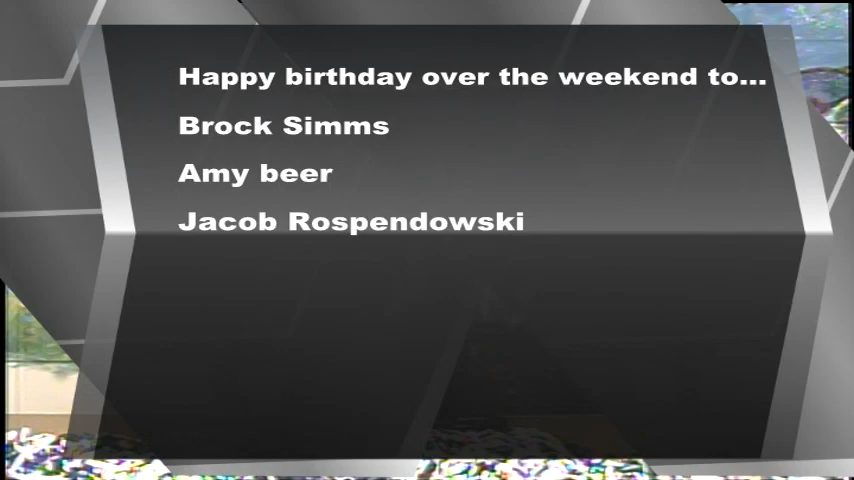 Happy birthday over the weekend to...
Brock Simms
Amy beer
Jacob Rospendowski